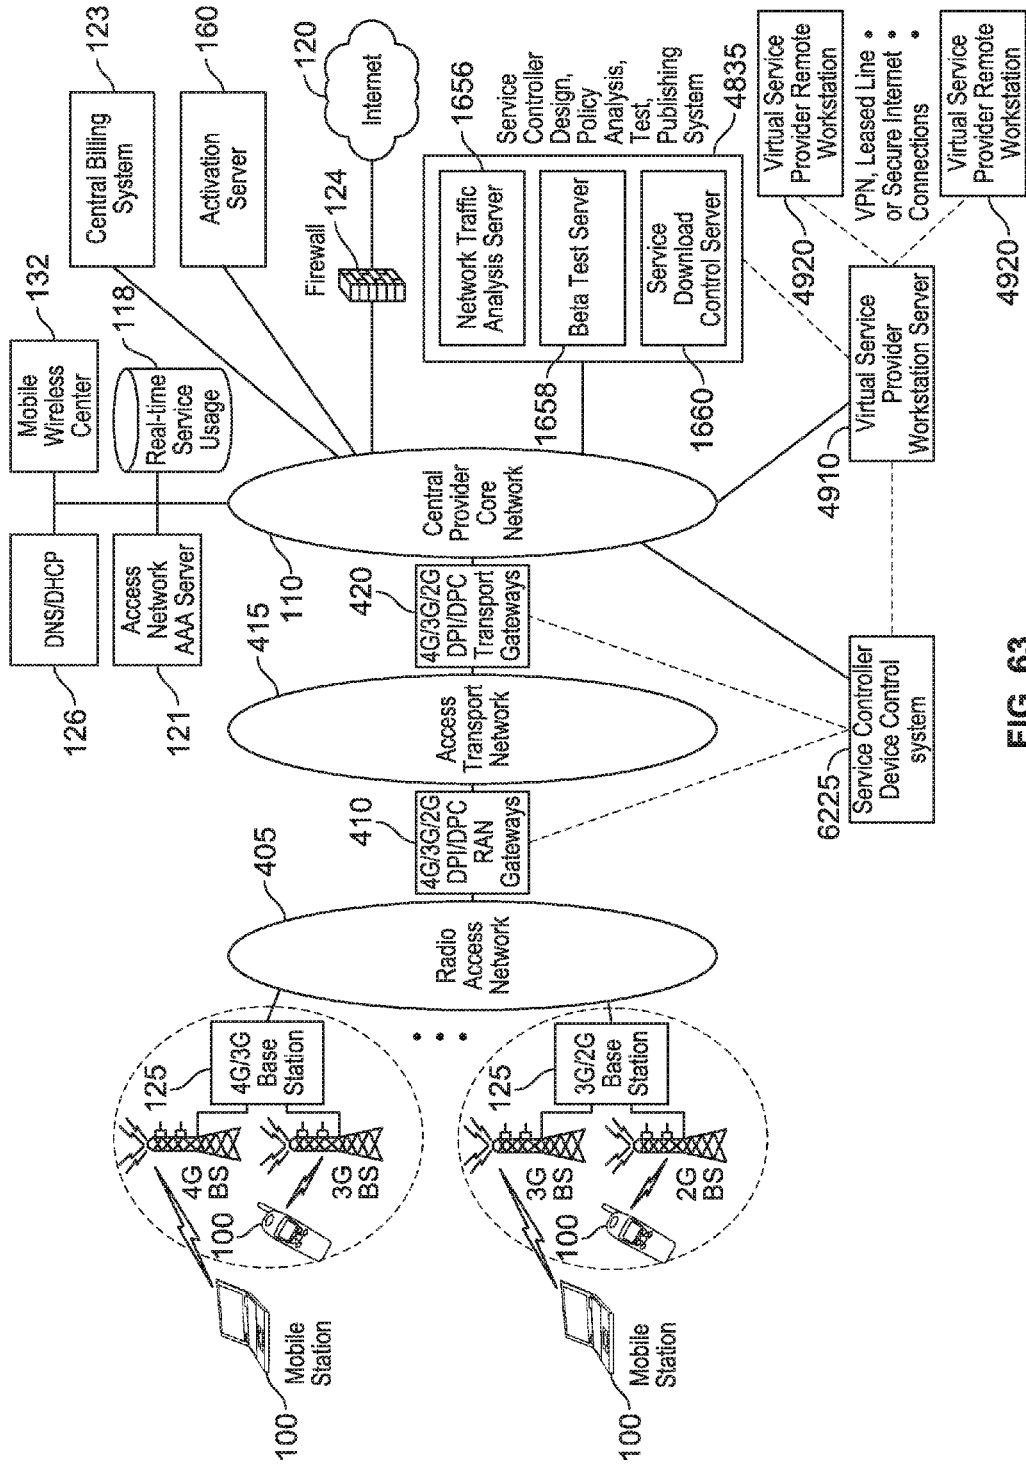 Mobile
Station
100
100
4G
BS
3G
BS
125
4G/3G
Base
Station
Mobile
Station
100
100
3G
BS
2G
BS
125
3G/2G
Base
Station
405
Radio
Access
Network
410
4G/3G/2G
DPI/DPC
RAN
Gateways
415
Access
Transport
Network
420
4G/3G/2G
DPI/DPC
Transport
Gateways
110
Central
Provider
Core
Network
126
DNS/DHCP
121
Access
Network
AAA Server
Mobile
Wireless
Center
132
118
Real-time
Service
Usage
Central Billing
System
123
Activation
Server
160
Firewall
124
Internet
120
Network Traffic
Analysis Server
1656
Beta Test Server
1658
Service
Download
Control Server
1660
Service
Controller
Design,
Policy
Analysis,
Test,
Publishing
System
4835
6225
Service Controller
Device Control
system
4910
Virtual Service
Provider
Workstation Server
4920
Virtual Service
Provider Remote
Workstation
VPN, Leased Line
or Secure Internet
Connections
4920
Virtual Service
Provider Remote
Workstation
FIG. 63